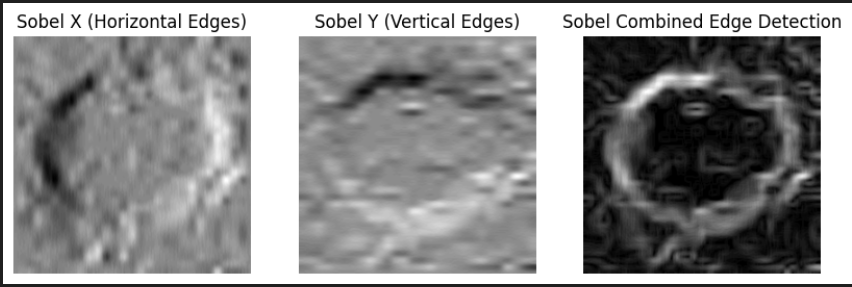 Sobel X (Horizontal Edges)
Sobel Y (Vertical Edges)
Sobel Combined Edge Detection